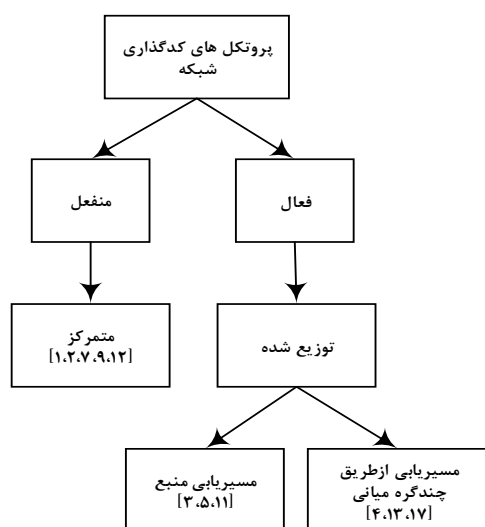 پروتکل های کدگذاری
شبکه
منفعل
فعال
متمرکز
[۱،۲،۷،۹،۱۲]
توزیع شده
مسیریابی منبع
[۳،۵،۱۱]
مسیریابی ازطریق
چندگره میانی
[۴،۱۳،۱۷]